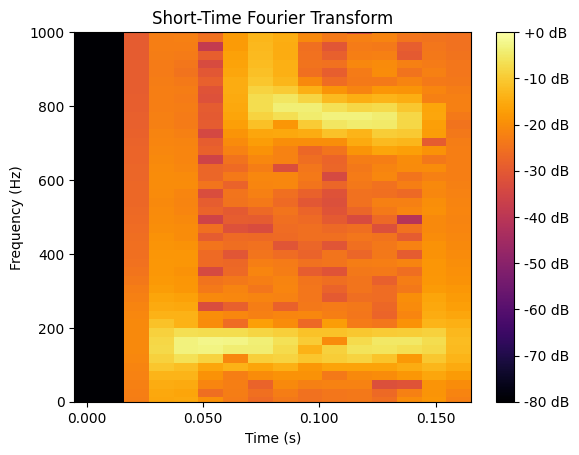 Short-Time Fourier Transform
1000
800
600
400
200
0
Frequency (Hz)
0.000
0.050
0.100
0.150
Time (s)
+0 dB
-10 dB
-20 dB
-30 dB
-40 dB
-50 dB
-60 dB
-70 dB
-80 dB